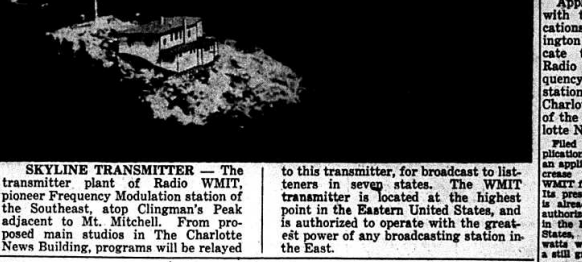 SKYLINE TRANSMITTER — The
transmitter plant of Radio WMIT,
pioneer Frequency Modulation station of
the Southeast, atop Clingman's Peak
adjacent to Mt. Mitchell. From pro-
posed main studios in The Charlotte
News Building, programs will be relayed
to this transmitter, for broadcast to list-
teners in seven states. The WMIT
transmitter is located at the highest
point in the Eastern United States, and
is authorized to operate with the great-
est power of any broadcasting station in
the East.
App
with t
cations
ington
cate t
Radio
quency
station
Charlot
of the
lotte N
Filed
plication
an appli
crease
WMIT f
Its pres
is alrea
authoriz
in the
States,
watts w
a still